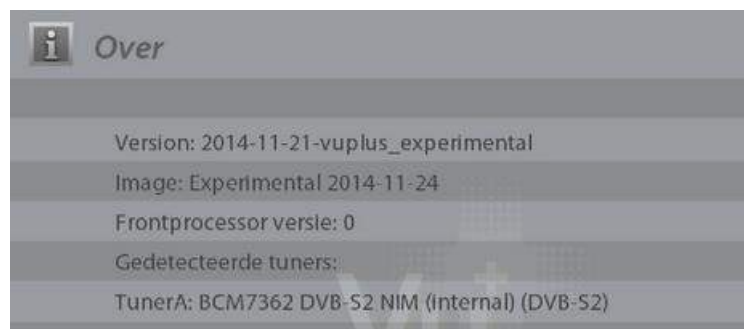 Over
Version: 2014-11-21-vuplus_experimental
Image: Experimental 2014-11-24
Frontprocessor versie: 0
Gedetecteerde tuners:
TunerA: BCM7362 DVB-S2 NIM (internal) (DVB-S2)